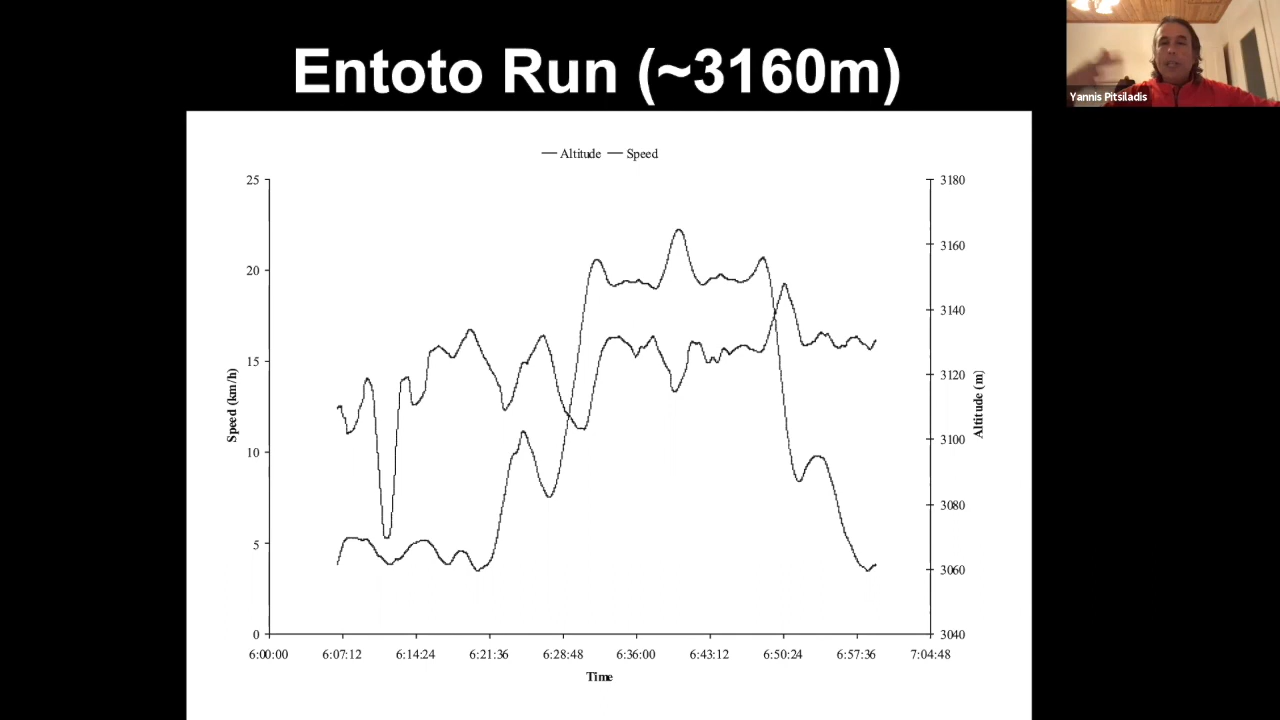 Entoto Run (~3160m)
Yannis Pitsiladis
Altitude Speed
25
20
15
10
5
0
Speed (km/h)
3180
3160
3140
3120
3100
3080
3060
3040
Altitude (m)
6:00:00 6:07:12 6:14:24 6:21:36 6:28:48 6:36:00 6:43:12 6:50:24 6:57:36 7:04:48
Time